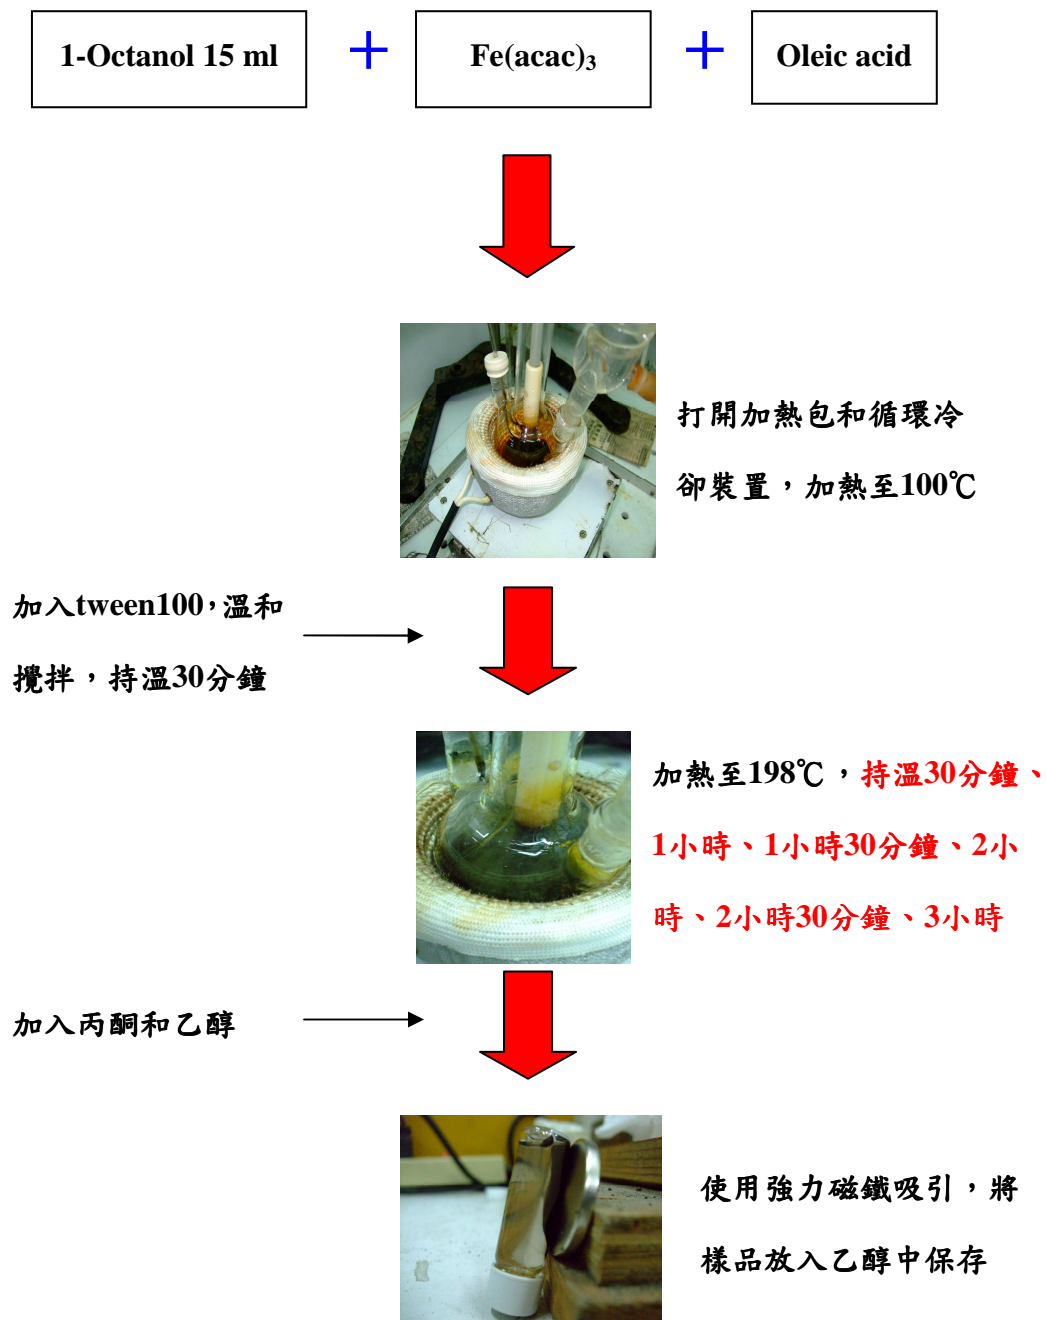 1-Octanol 15 ml
+
Fe(acac)₃
+
Oleic acid
打開加熱包和循環冷
卻裝置，加熱至100℃
加入tween100，溫和
攪拌，持溫30分鐘
加熱至198℃，持溫30分鐘、
1小時、1小時30分鐘、2小
時、2小時30分鐘、3小時
加入丙酮和乙醇
使用強力磁鐵吸引，將
樣品放入乙醇中保存